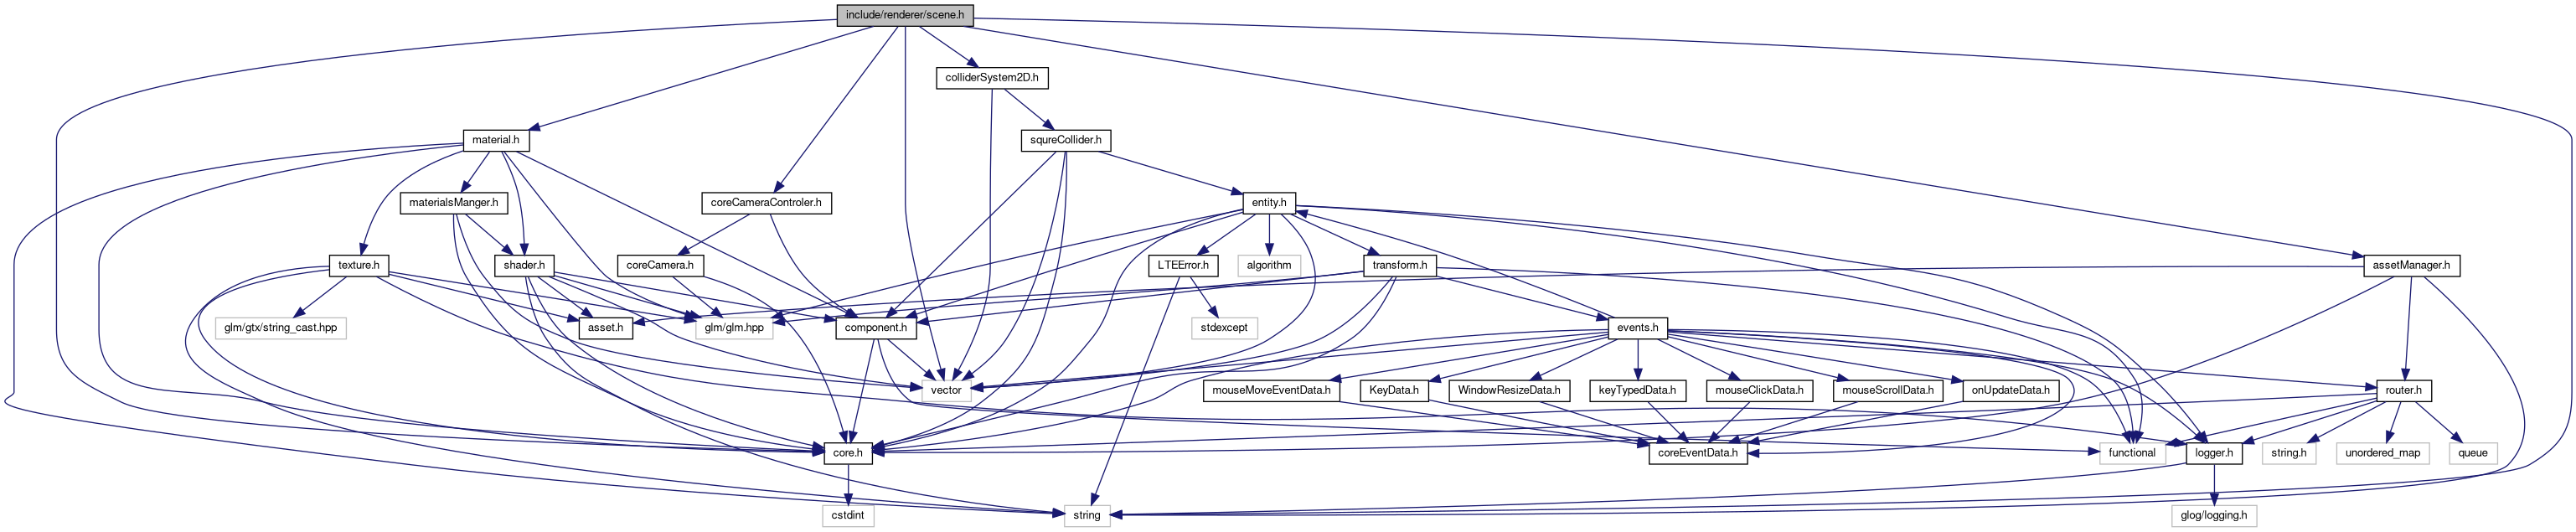 include/renderer/scene.h
colliderSystem2D.h
material.h
squreCollider.h
materialsManger.h
coreCameraControler.h
entity.h
texture.h
shader.h
coreCamera.h
LTEError.h
algorithm
transform.h
assetManager.h
glm/gtx/string_cast.hpp
asset.h
glm/glm.hpp
component.h
stdexcept
events.h
vector
mouseMoveEventData.h
KeyData.h
WindowResizeData.h
keyTypedData.h
mouseClickData.h
mouseScrollData.h
onUpdateData.h
router.h
core.h
coreEventData.h
functional
logger.h
string.h
unordered_map
queue
cstdint
string
glog/logging.h